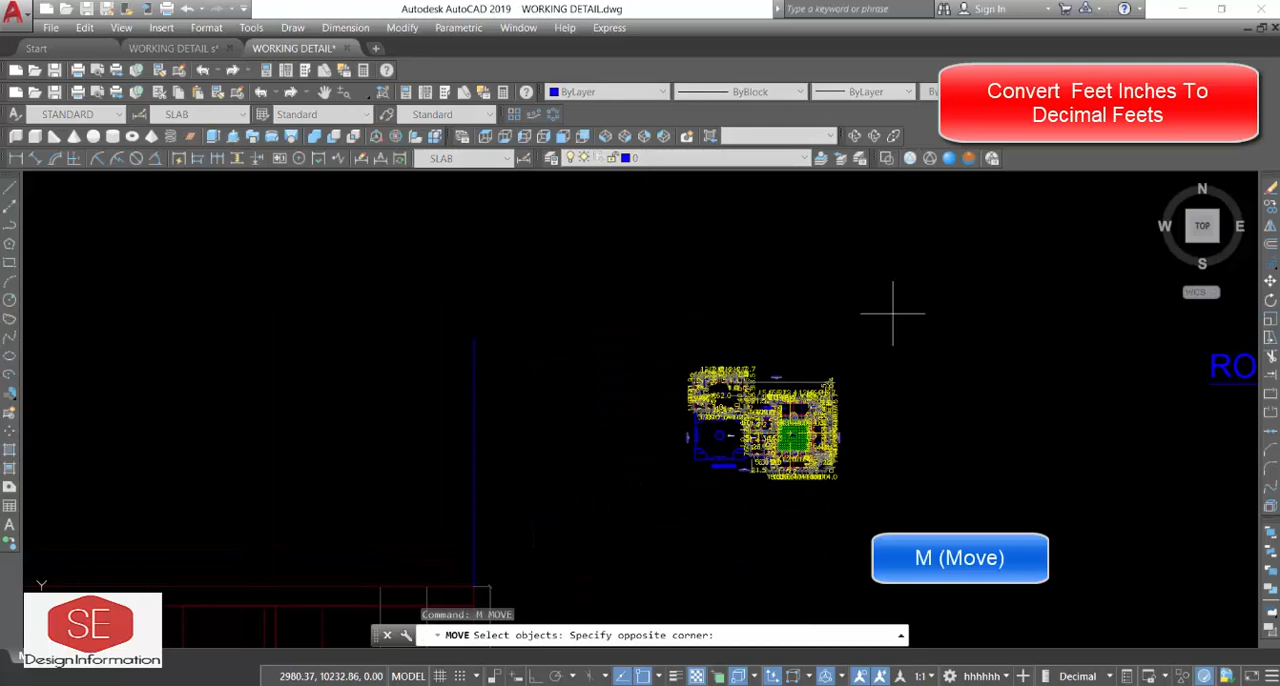 Autodesk AutoCAD 2019 WORKING DETAIL.dwg
Type a keyword or phrase
Sign In
File Edit View Insert Format Tools Draw Dimension Modify Parametric Window Help Express
Start WORKING DETAIL s* WORKING DETAIL*
Convert Feet Inches To
Decimal Feets
ByLayer ByBlock ByLayer
STANDARD SLAB Standard Standard
SLAB 0
N
W TOP E
S
WCS
RO
M (Move)
Y
SE
DesignInformation
Command: M MOVE
MOVE Select objects: Specify opposite corner:
2980.37, 10232.86, 0.00 MODEL 1:1 hhhhhh Decimal